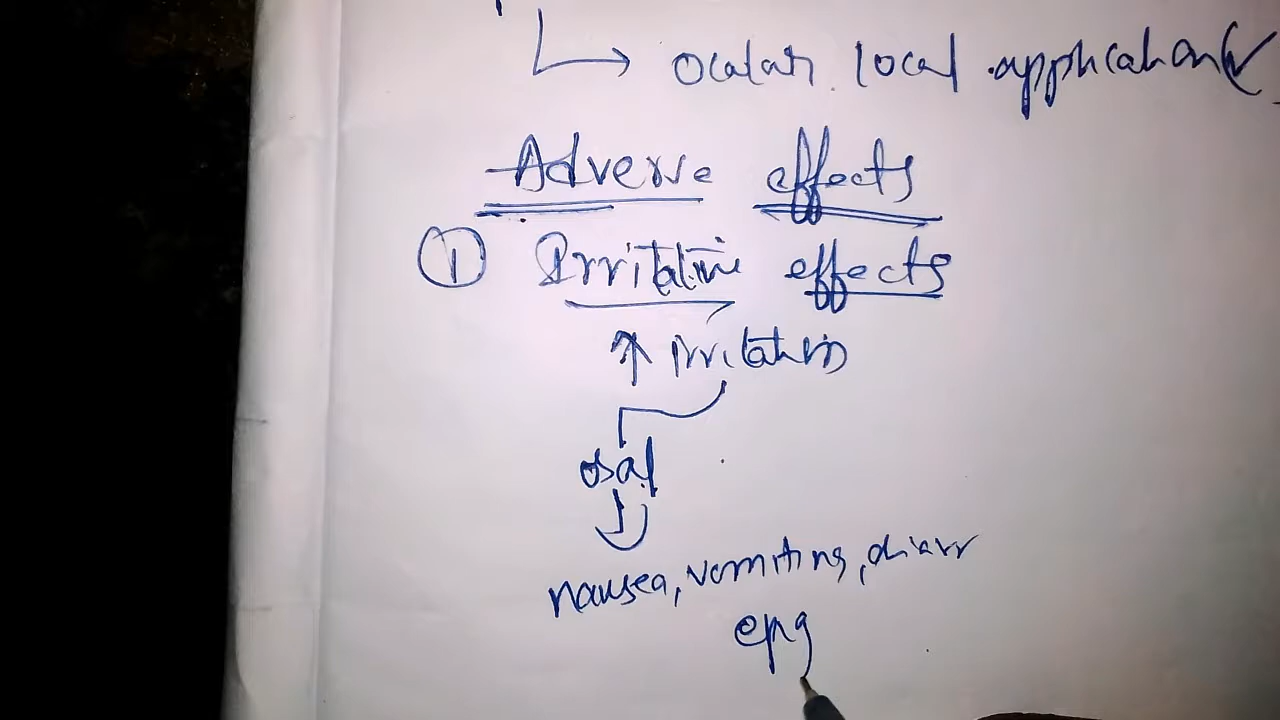 → Ocular local application
Adverse effects
① Irritative effects
↑ irritation
oral
nausea, vomiting, diarr
epg